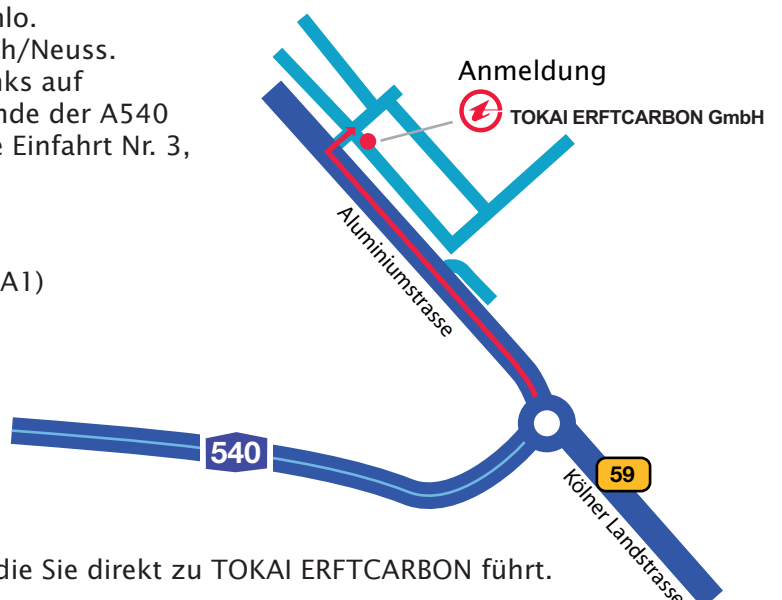 nlo.
h/Neuss.
nks auf
nde der A540
e Einfahrt Nr. 3,
A1)
Anmeldung
TOKAI ERFTCARBON GmbH
Aluminiumstrasse
540
59
Kölner Landstrasse
die Sie direkt zu TOKAI ERFTCARBON führt.